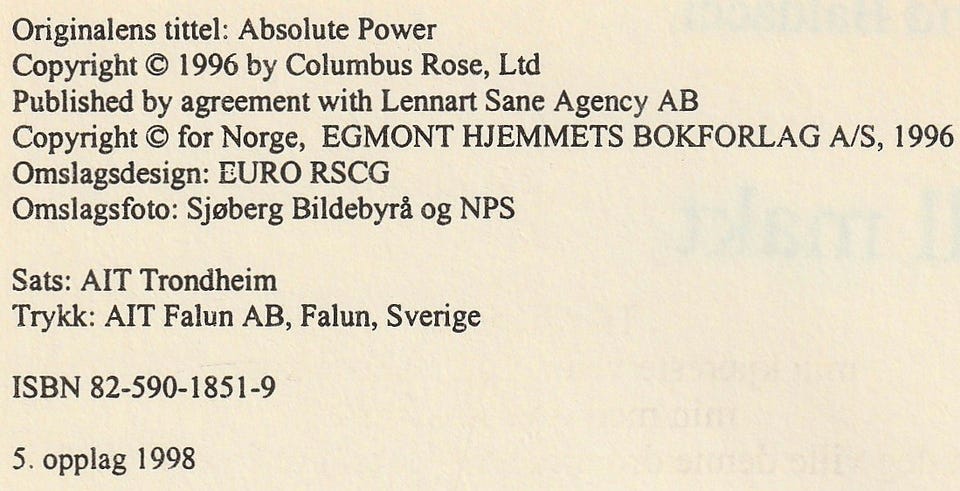 Originalens tittel: Absolute Power
Copyright © 1996 by Columbus Rose, Ltd
Published by agreement with Lennart Sane Agency AB
Copyright © for Norge, EGMONT HJEMMETS BOKFORLAG A/S, 1996
Omslagsdesign: EURO RSCG
Omslagsfoto: Sjøberg Bildebyrå og NPS
Sats: AIT Trondheim
Trykk: AIT Falun AB, Falun, Sverige
ISBN 82-590-1851-9
5. opplag 1998